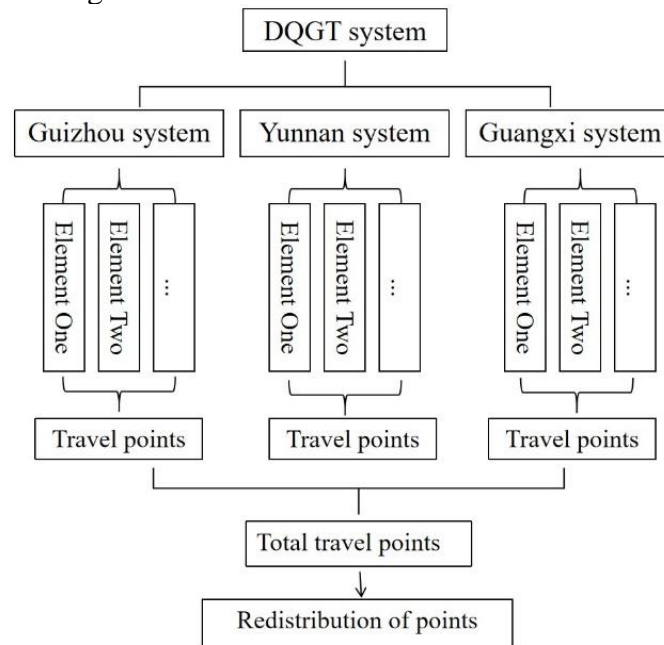 DQGT system
Guizhou system
Yunnan system
Guangxi system
Element One
Element Two
...
Element One
Element Two
...
Element One
Element Two
...
Travel points
Travel points
Travel points
Total travel points
Redistribution of points